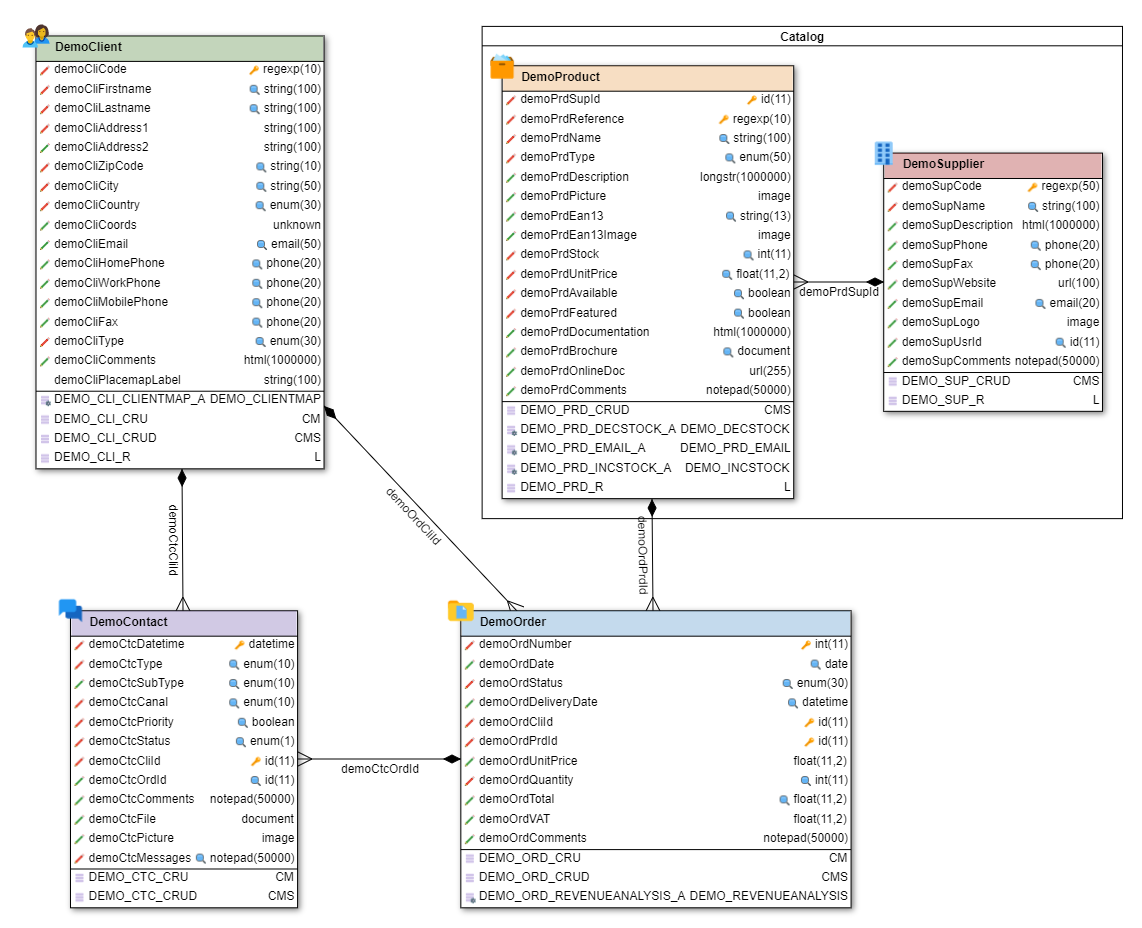 DemoClient
demoCliCode regexp(10)
demoCliFirstname string(100)
demoCliLastname string(100)
demoCliAddress1 string(100)
demoCliAddress2 string(100)
demoCliZipCode string(10)
demoCliCity string(50)
demoCliCountry enum(30)
demoCliCoords unknown
demoCliEmail email(50)
demoCliHomePhone phone(20)
demoCliWorkPhone phone(20)
demoCliMobilePhone phone(20)
demoCliFax phone(20)
demoCliType enum(30)
demoCliComments html(1000000)
demoCliPlacemapLabel string(100)
DEMO_CLI_CLIENTMAP_A DEMO_CLIENTMAP
DEMO_CLI_CRU CM
DEMO_CLI_CRUD CMS
DEMO_CLI_R L
Catalog
DemoProduct
demoPrdSupId id(11)
demoPrdReference regexp(10)
demoPrdName string(100)
demoPrdType enum(50)
demoPrdDescription longstr(1000000)
demoPrdPicture image
demoPrdEan13 string(13)
demoPrdEan13Image image
demoPrdStock int(11)
demoPrdUnitPrice float(11,2)
demoPrdAvailable boolean
demoPrdFeatured boolean
demoPrdDocumentation html(1000000)
demoPrdBrochure document
demoPrdOnlineDoc url(255)
demoPrdComments notepad(50000)
DEMO_PRD_CRUD CMS
DEMO_PRD_DECSTOCK_A DEMO_DECSTOCK
DEMO_PRD_EMAIL_A DEMO_PRD_EMAIL
DEMO_PRD_INCSTOCK_A DEMO_INCSTOCK
DEMO_PRD_R L
demoPrdSupId
DemoSupplier
demoSupCode regexp(50)
demoSupName string(100)
demoSupDescription html(1000000)
demoSupPhone phone(20)
demoSupFax phone(20)
demoSupWebsite url(100)
demoSupEmail email(20)
demoSupLogo image
demoSupUsrId id(11)
demoSupComments notepad(50000)
DEMO_SUP_CRUD CMS
DEMO_SUP_R L
demoCtcCliId
demoOrdCliId
demoOrdPrdId
DemoContact
demoCtcDatetime datetime
demoCtcType enum(10)
demoCtcSubType enum(10)
demoCtcCanal enum(10)
demoCtcPriority boolean
demoCtcStatus enum(1)
demoCtcCliId id(11)
demoCtcOrdId id(11)
demoCtcComments notepad(50000)
demoCtcFile document
demoCtcPicture image
demoCtcMessages notepad(50000)
DEMO_CTC_CRU CM
DEMO_CTC_CRUD CMS
demoCtcOrdId
DemoOrder
demoOrdNumber int(11)
demoOrdDate date
demoOrdStatus enum(30)
demoOrdDeliveryDate datetime
demoOrdCliId id(11)
demoOrdPrdId id(11)
demoOrdUnitPrice float(11,2)
demoOrdQuantity int(11)
demoOrdTotal float(11,2)
demoOrdVAT float(11,2)
demoOrdComments notepad(50000)
DEMO_ORD_CRU CM
DEMO_ORD_CRUD CMS
DEMO_ORD_REVENUEANALYSIS_A DEMO_REVENUEANALYSIS